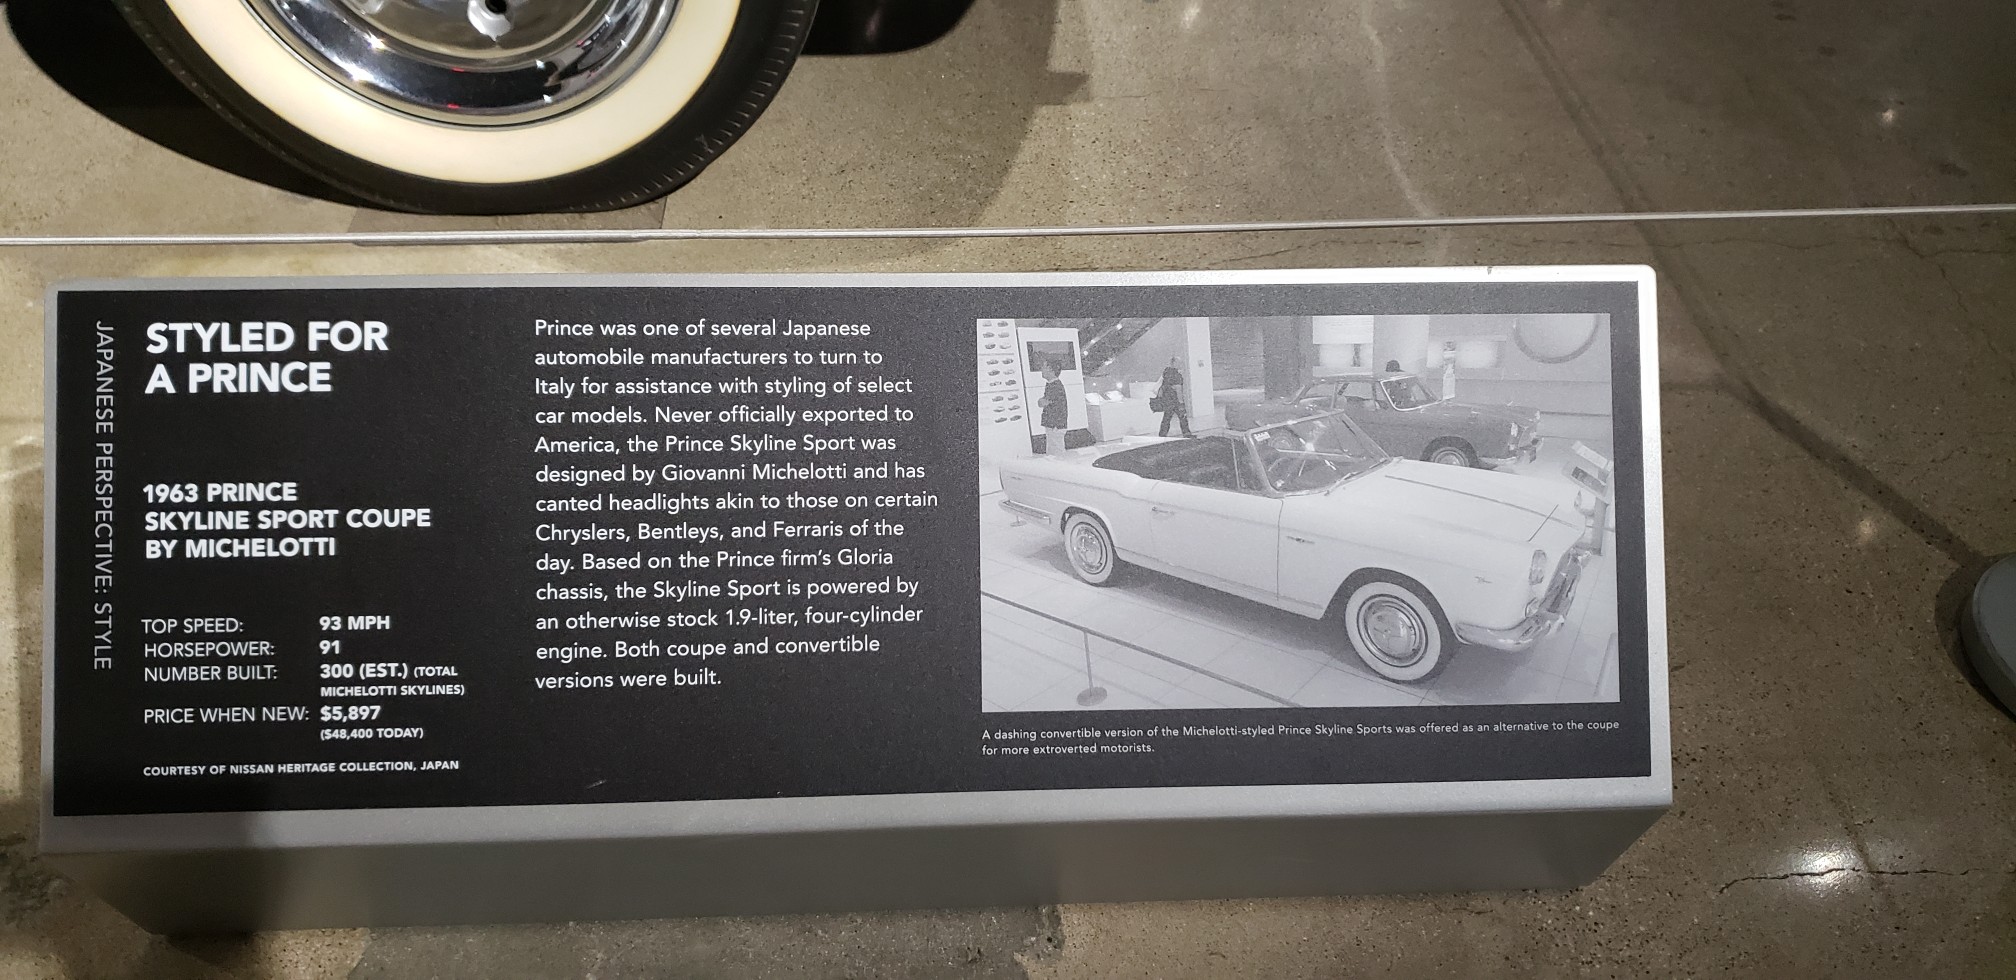 JAPANESE PERSPECTIVE: STYLE
STYLED FOR
A PRINCE
1963 PRINCE
SKYLINE SPORT COUPE
BY MICHELOTTI
TOP SPEED: 93 MPH
HORSEPOWER: 91
NUMBER BUILT: 300 (EST.) (TOTAL
MICHELOTTI SKYLINES)
PRICE WHEN NEW: $5,897
($48,400 TODAY)
COURTESY OF NISSAN HERITAGE COLLECTION, JAPAN
Prince was one of several Japanese
automobile manufacturers to turn to
Italy for assistance with styling of select
car models. Never officially exported to
America, the Prince Skyline Sport was
designed by Giovanni Michelotti and has
canted headlights akin to those on certain
Chryslers, Bentleys, and Ferraris of the
day. Based on the Prince firm's Gloria
chassis, the Skyline Sport is powered by
an otherwise stock 1.9-liter, four-cylinder
engine. Both coupe and convertible
versions were built.
A dashing convertible version of the Michelotti-styled Prince Skyline Sports was offered as an alternative to the coupe
for more extroverted motorists.